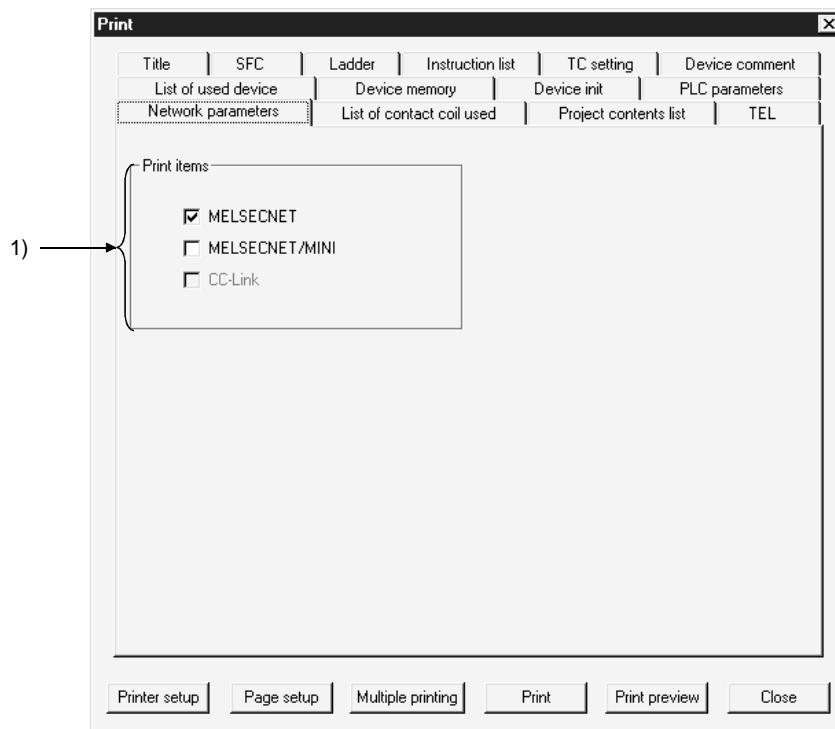 Print
Title SFC Ladder Instruction list TC setting Device comment
List of used device Device memory Device init PLC parameters
Network parameters List of contact coil used Project contents list TEL
Print items
MELSECNET
1) MELSECNET/MINI
CC-Link
Printer setup Page setup Multiple printing Print Print preview Close